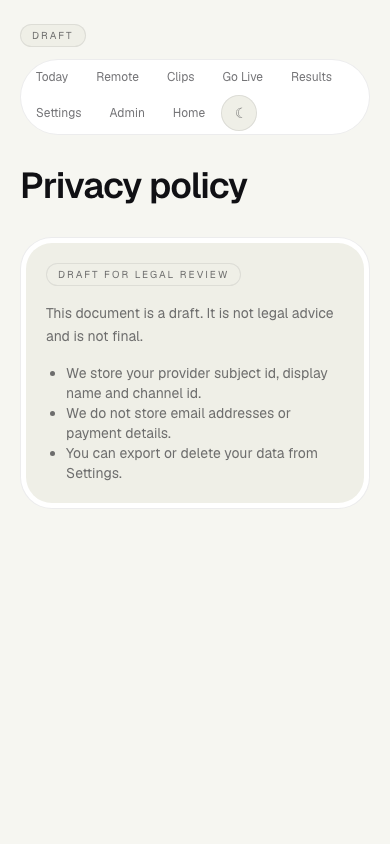 DRAFT
Today Remote Clips Go Live Results
Settings Admin Home
Privacy policy
DRAFT FOR LEGAL REVIEW
This document is a draft. It is not legal advice
and is not final.
We store your provider subject id, display
name and channel id.
We do not store email addresses or
payment details.
You can export or delete your data from
Settings.